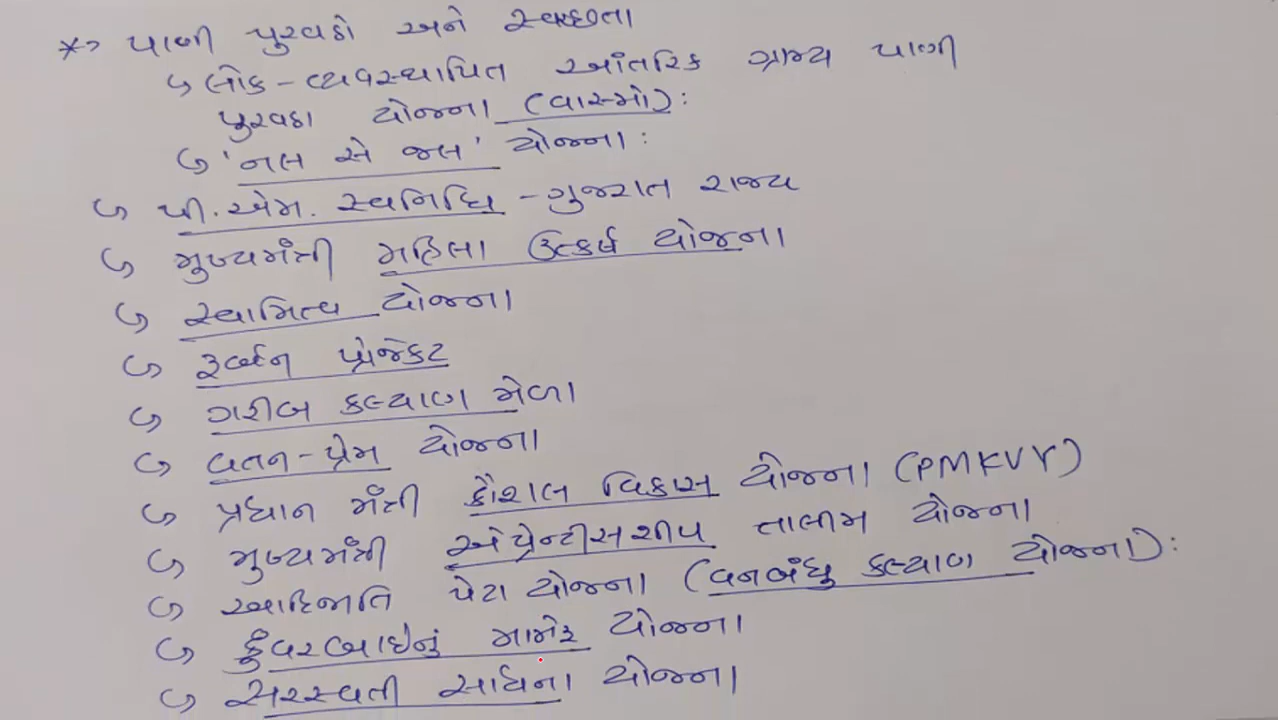 *→ પાણી પુરવઠો અને સ્વચ્છતા
↳ લોક-વ્યવસ્થાપિત આંતરિક ગ્રામ્ય પાણી
પુરવઠા યોજના (વાસ્મો):
↳ 'નલ સે જલ' યોજના:
↳ પી.એમ. સ્વનિધિ - ગુજરાત રાજ્ય
↳ મુખ્યમંત્રી મહિલા ઉત્કર્ષ યોજના
↳ સ્વામિત્વ યોજના
↳ રૂર્બન પ્રોજેકટ
↳ ગરીબ કલ્યાણ મેળા
↳ વતન-પ્રેમ યોજના
↳ પ્રધાન મંત્રી કૌશલ વિકાસ યોજના (PMKVY)
↳ મુખ્યમંત્રી એપ્રેન્ટીસશીપ તાલીમ યોજના
↳ આદિજાતિ પેટા યોજના (વનબંધુ કલ્યાણ યોજના):
↳ કુંવરબાઈનું મામેરૂ યોજના
↳ સરસ્વતી સાધના યોજના